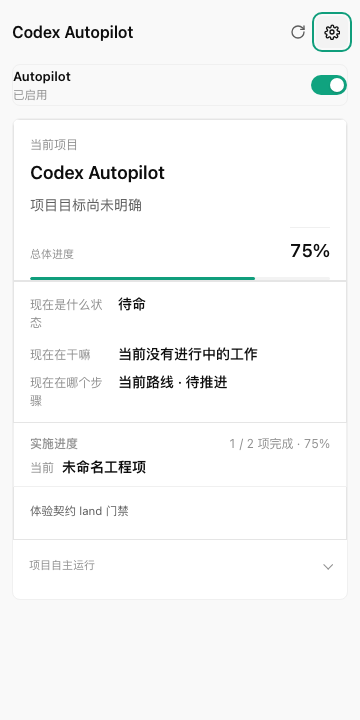 Codex Autopilot
Autopilot
已启用
当前项目
Codex Autopilot
项目目标尚未明确
总体进度
75%
现在是什么状
态
待命
现在在干嘛
当前没有进行中的工作
现在在哪个步
骤
当前路线 · 待推进
实施进度
1 / 2 项完成 · 75%
当前 未命名工程项
体验契约 land 门禁
项目自主运行